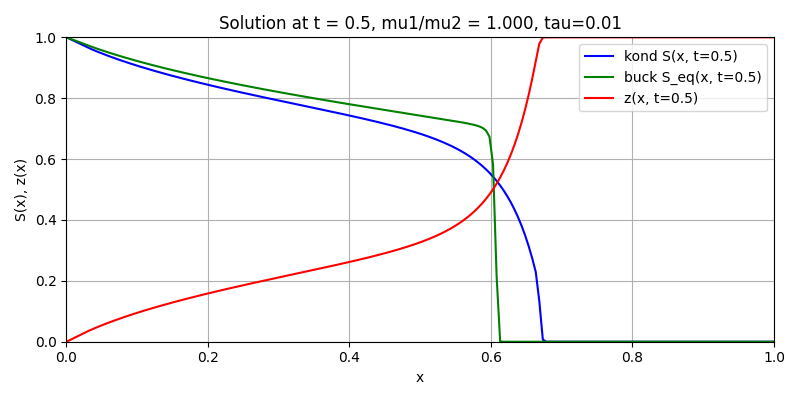 Solution at t = 0.5, mu1/mu2 = 1.000, tau=0.01
kond S(x, t=0.5)
buck S_eq(x, t=0.5)
z(x, t=0.5)
S(x), z(x)
1.0
0.8
0.6
0.4
0.2
0.0
0.0 0.2 0.4 0.6 0.8 1.0
x